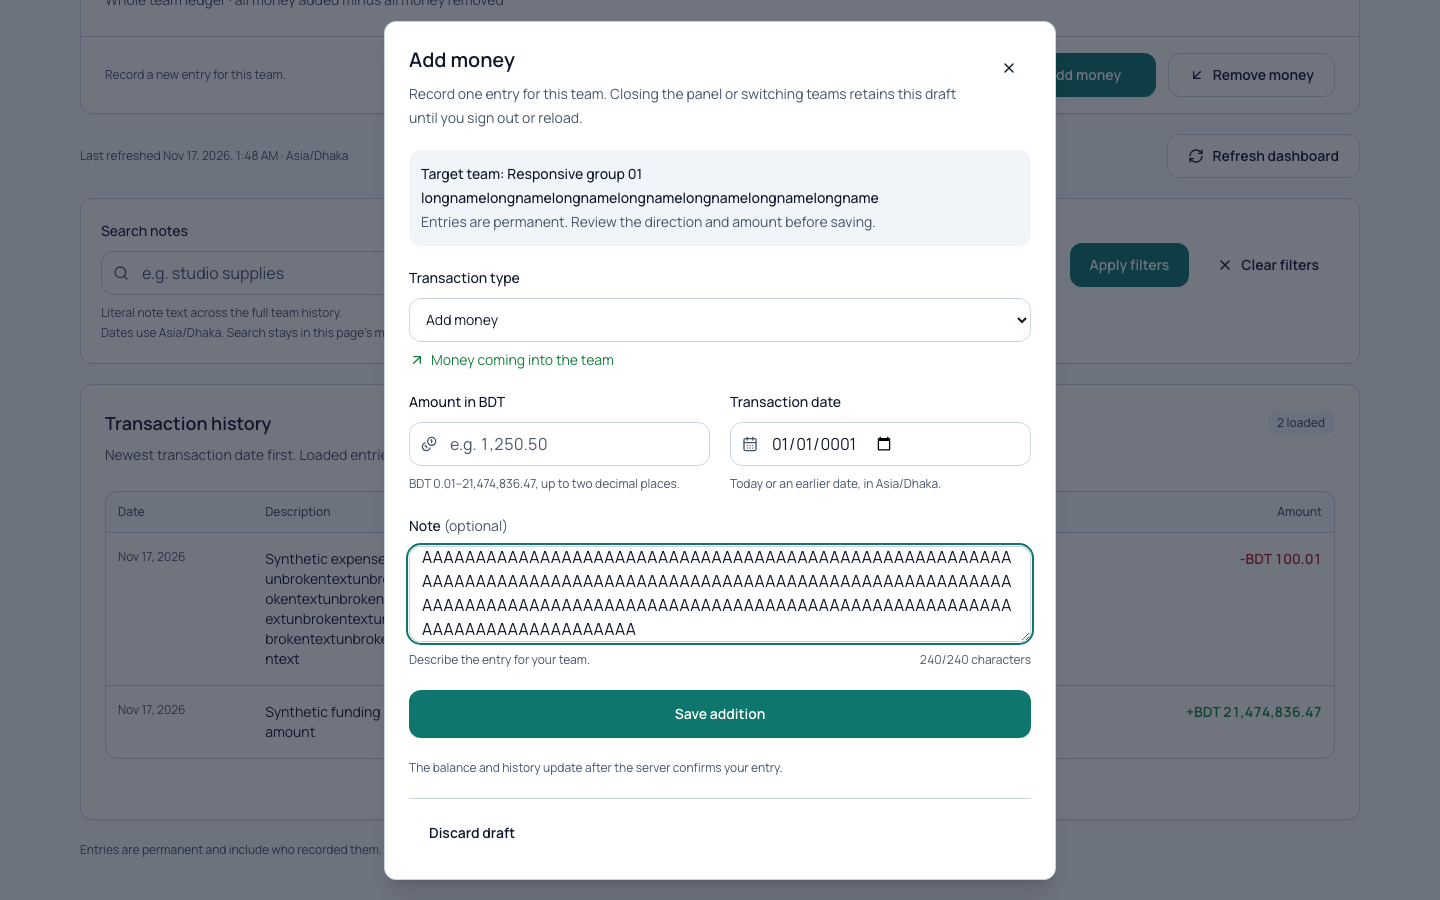 Whole team ledger · all money added minus all money removed
Record a new entry for this team.
dd money
Remove money
Last refreshed Nov 17, 2026, 1:48 AM · Asia/Dhaka
Refresh dashboard
Search notes
e.g. studio supplies
Apply filters
Clear filters
Literal note text across the full team history.
Dates use Asia/Dhaka. Search stays in this page's m
Transaction history
2 loaded
Newest transaction date first. Loaded entrie
Date
Description
Amount
Nov 17, 2026
Synthetic expense
unbrokentextunbro
okentextunbroken
extunbrokentextun
brokentextunbroke
ntext
-BDT 100.01
Nov 17, 2026
Synthetic funding
amount
+BDT 21,474,836.47
Entries are permanent and include who recorded them.
Add money
Record one entry for this team. Closing the panel or switching teams retains this draft
until you sign out or reload.
Target team: Responsive group 01
longnamelongnamelongnamelongnamelongnamelongnamelongname
Entries are permanent. Review the direction and amount before saving.
Transaction type
Add money
Money coming into the team
Amount in BDT
Transaction date
e.g. 1,250.50
01/01/0001
BDT 0.01–21,474,836.47, up to two decimal places.
Today or an earlier date, in Asia/Dhaka.
Note (optional)
AAAAAAAAAAAAAAAAAAAAAAAAAAAAAAAAAAAAAAAAAAAAAAAAAAAAAAA
AAAAAAAAAAAAAAAAAAAAAAAAAAAAAAAAAAAAAAAAAAAAAAAAAAAAAAA
AAAAAAAAAAAAAAAAAAAAAAAAAAAAAAAAAAAAAAAAAAAAAAAAAAAAAAA
AAAAAAAAAAAAAAAAAAAA
Describe the entry for your team.
240/240 characters
Save addition
The balance and history update after the server confirms your entry.
Discard draft